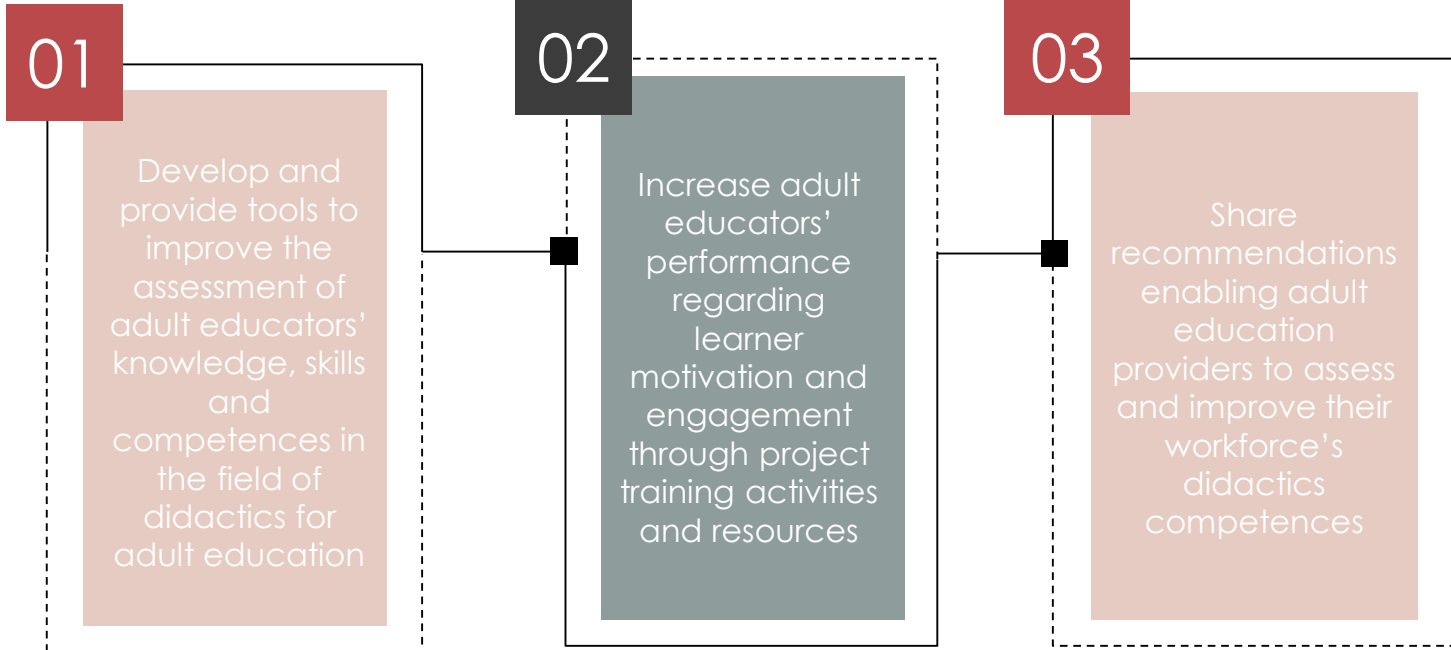 01
Develop and
provide tools to
improve the
assessment of
adult educators’
knowledge, skills
and
competences in
the field of
didactics for
adult education
02
Increase adult
educators’
performance
regarding
learner
motivation and
engagement
through project
training activities
and resources
03
Share
recommendations
enabling adult
education
providers to assess
and improve their
workforce’s
didactics
competences